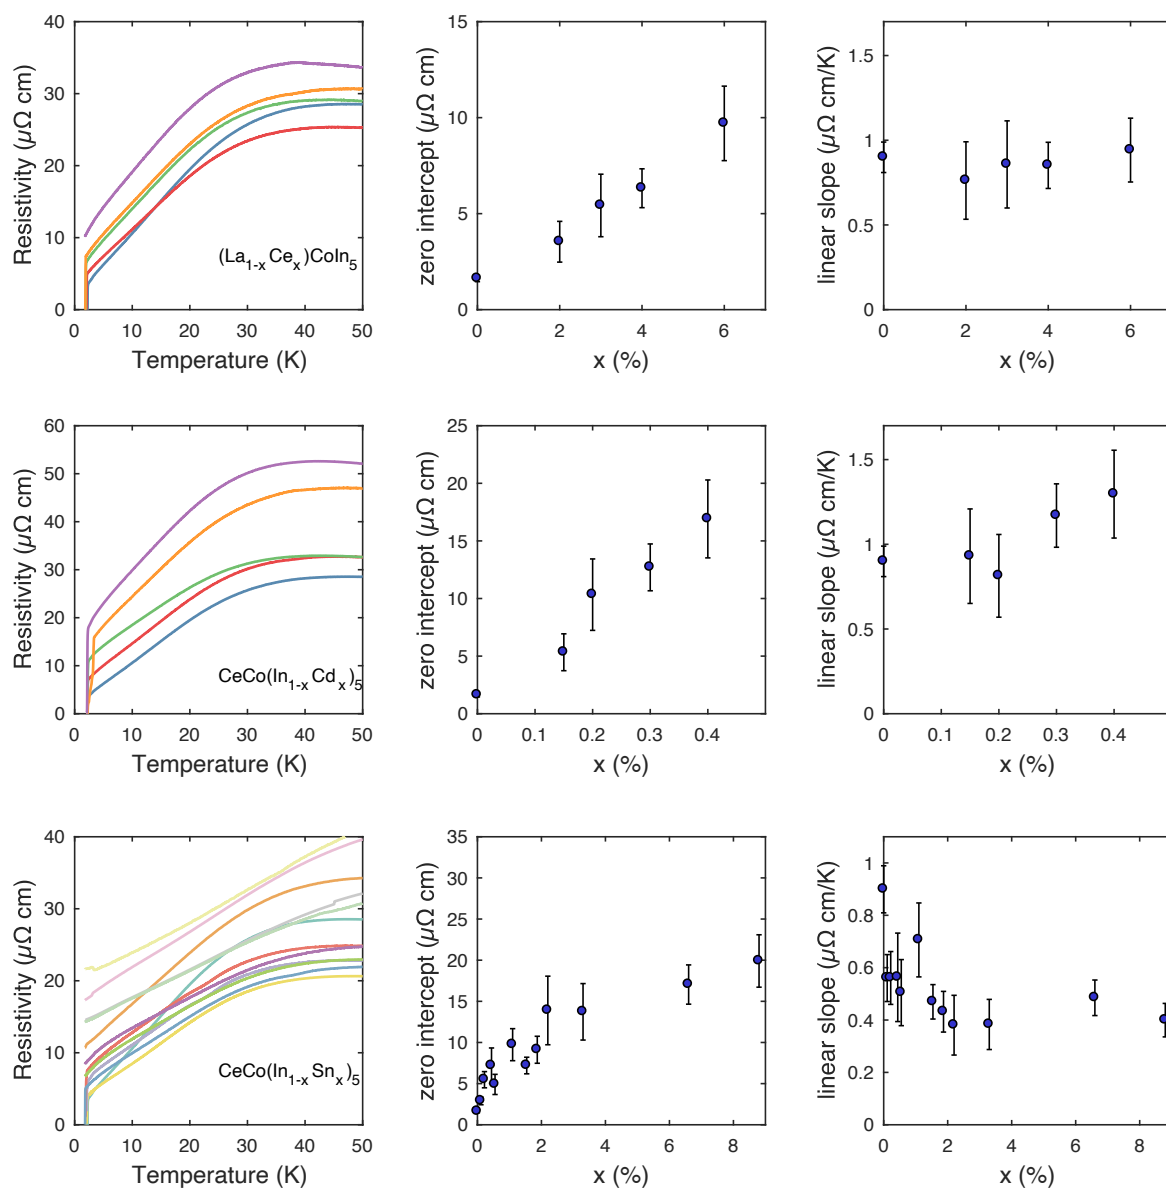 40
30
20
10
0
Resistivity (μΩ cm)
(La1-xCex)CoIn5
0 10 20 30 40 50
Temperature (K)
15
10
5
0
zero intercept (μΩ cm)
0 2 4 6
x (%)
1.5
1
0.5
0
linear slope (μΩ cm/K)
0 2 4 6
x (%)
60
50
40
30
20
10
0
Resistivity (μΩ cm)
CeCo(In1-xCdx)5
0 10 20 30 40 50
Temperature (K)
25
20
15
10
5
0
zero intercept (μΩ cm)
0 0.1 0.2 0.3 0.4
x (%)
1.5
1
0.5
0
linear slope (μΩ cm/K)
0 0.1 0.2 0.3 0.4
x (%)
40
30
20
10
0
Resistivity (μΩ cm)
CeCo(In1-xSnx)5
0 10 20 30 40 50
Temperature (K)
35
30
25
20
15
10
5
0
zero intercept (μΩ cm)
0 2 4 6 8
x (%)
1
0.8
0.6
0.4
0.2
0
linear slope (μΩ cm/K)
0 2 4 6 8
x (%)